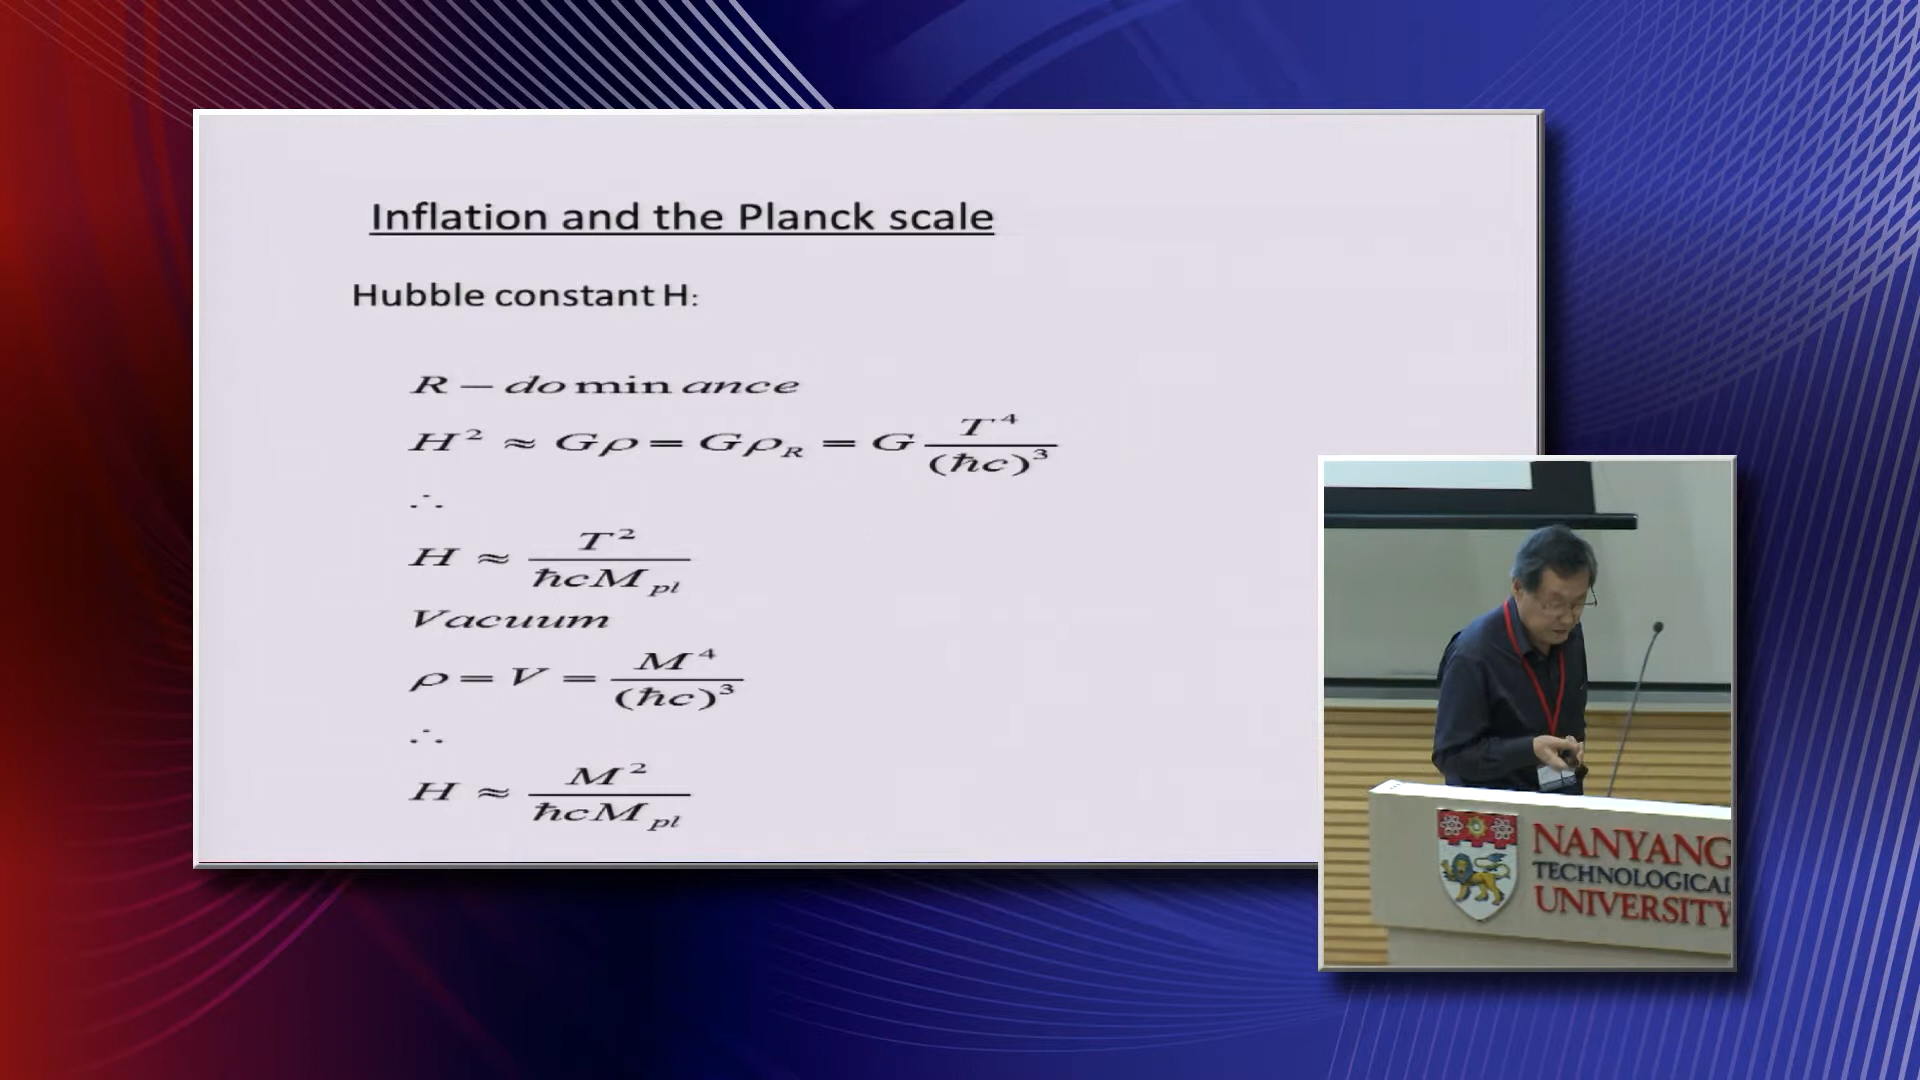 Inflation and the Planck scale
Hubble constant H:
R − dominance
H² ≈ Gρ = Gρ_R = G T⁴/(ħc)³
∴
H ≈ T²/(ħcM_pl)
Vacuum
ρ = V = M⁴/(ħc)³
∴
H ≈ M²/(ħcM_pl)
NANYANG
TECHNOLOGICAL
UNIVERSITY